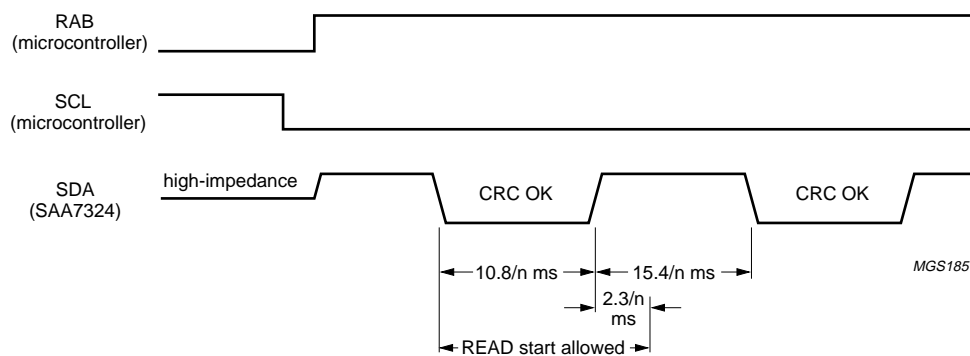 RAB
(microcontroller)
SCL
(microcontroller)
SDA
(SAA7324)
high-impedance
CRC OK
CRC OK
10.8/n ms
15.4/n ms
2.3/n
ms
READ start allowed
MGS185